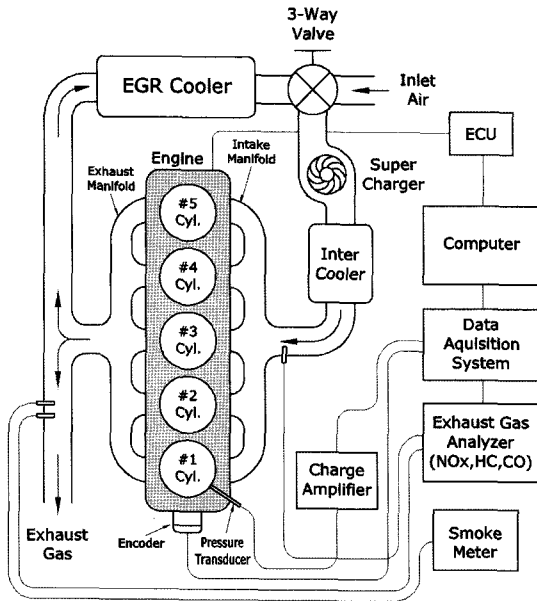 3-Way
Valve
EGR Cooler
Inlet
Air
ECU
Engine
Intake
Manifold
Exhaust
Manifold
Super
Charger
#5
Cyl.
#4
Cyl.
#3
Cyl.
#2
Cyl.
#1
Cyl.
Inter
Cooler
Computer
Data
Aquisition
System
Exhaust Gas
Analyzer
(NOx,HC,CO)
Charge
Amplifier
Smoke
Meter
Exhaust
Gas
Encoder
Pressure
Transducer